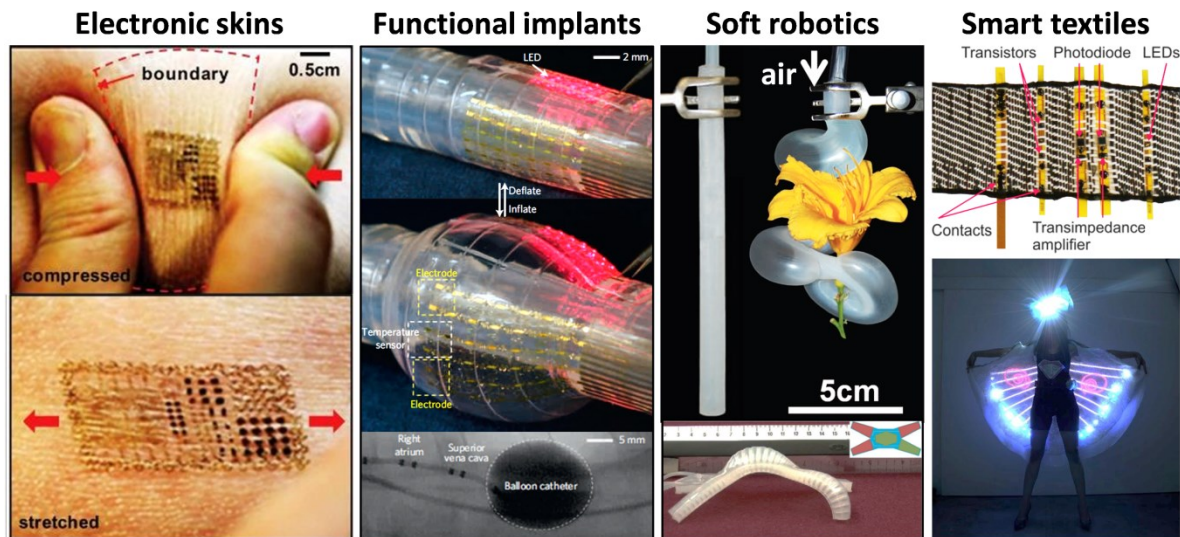 Electronic skins
boundary
0.5cm
compressed
stretched
Functional implants
LED
2 mm
Deflate
Inflate
Electrode
Temperature
sensor
Electrode
5 mm
Right
atrium
Superior
vena cava
Balloon catheter
Soft robotics
air
5cm
Smart textiles
Transistors
Photodiode
LEDs
Contacts
Transimpedance
amplifier